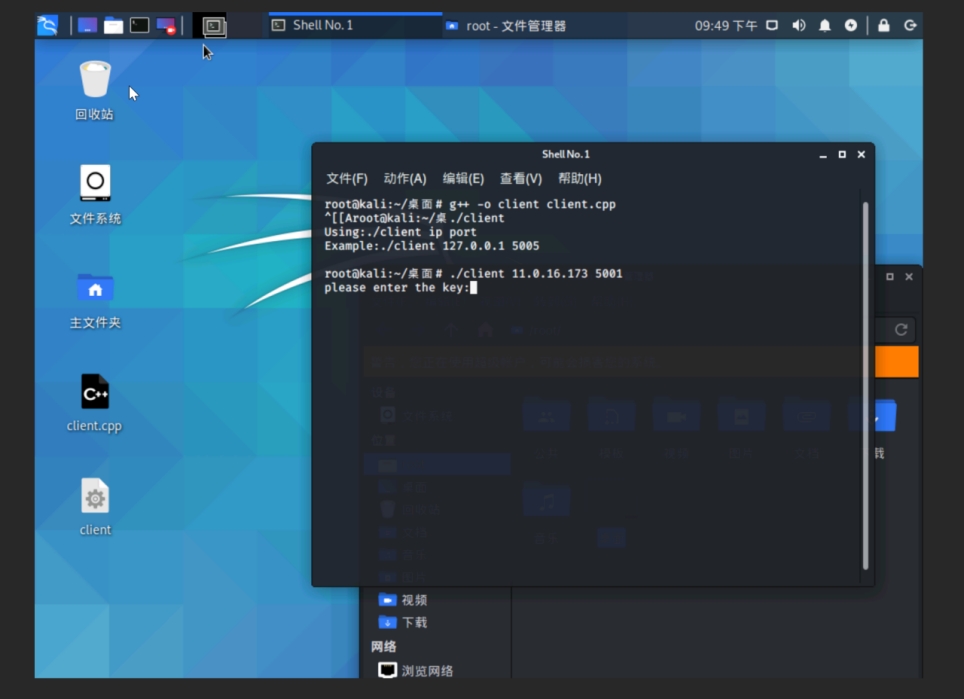 Shell No. 1
root - 文件管理器
09:49 下午
回收站
文件系统
主文件夹
client.cpp
client
Shell No. 1
文件(F) 动作(A) 编辑(E) 查看(V) 帮助(H)
root@kali:~/桌面# g++ -o client client.cpp
^[[Aroot@kali:~/桌./client
Using:./client ip port
Example:./client 127.0.0.1 5005
root@kali:~/桌面# ./client 11.0.16.173 5001
please enter the key:
载
视频
下载
网络
浏览网络